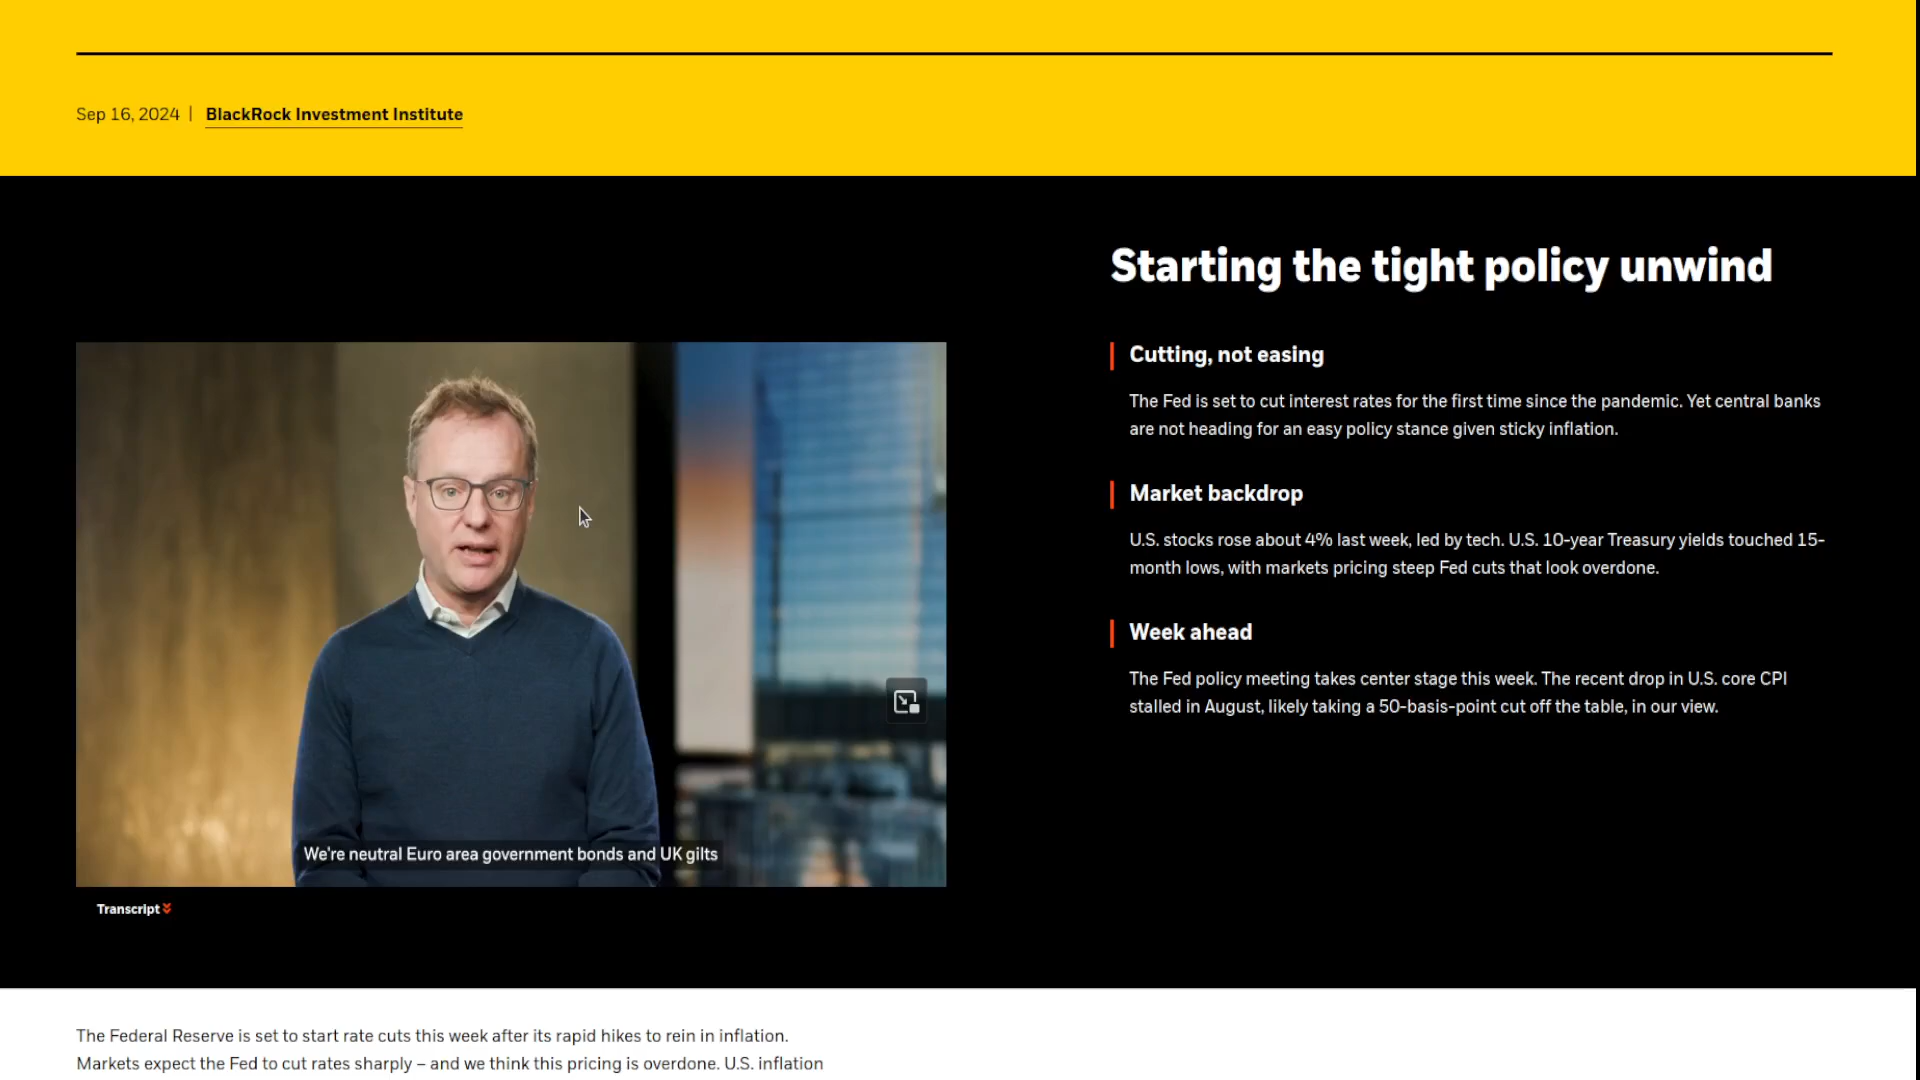 Sep 16, 2024 | BlackRock Investment Institute
Starting the tight policy unwind
Cutting, not easing
The Fed is set to cut interest rates for the first time since the pandemic. Yet central banks
are not heading for an easy policy stance given sticky inflation.
Market backdrop
U.S. stocks rose about 4% last week, led by tech. U.S. 10-year Treasury yields touched 15-
month lows, with markets pricing steep Fed cuts that look overdone.
Week ahead
The Fed policy meeting takes center stage this week. The recent drop in U.S. core CPI
stalled in August, likely taking a 50-basis-point cut off the table, in our view.
We're neutral Euro area government bonds and UK gilts
Transcript
The Federal Reserve is set to start rate cuts this week after its rapid hikes to rein in inflation.
Markets expect the Fed to cut rates sharply – and we think this pricing is overdone. U.S. inflation